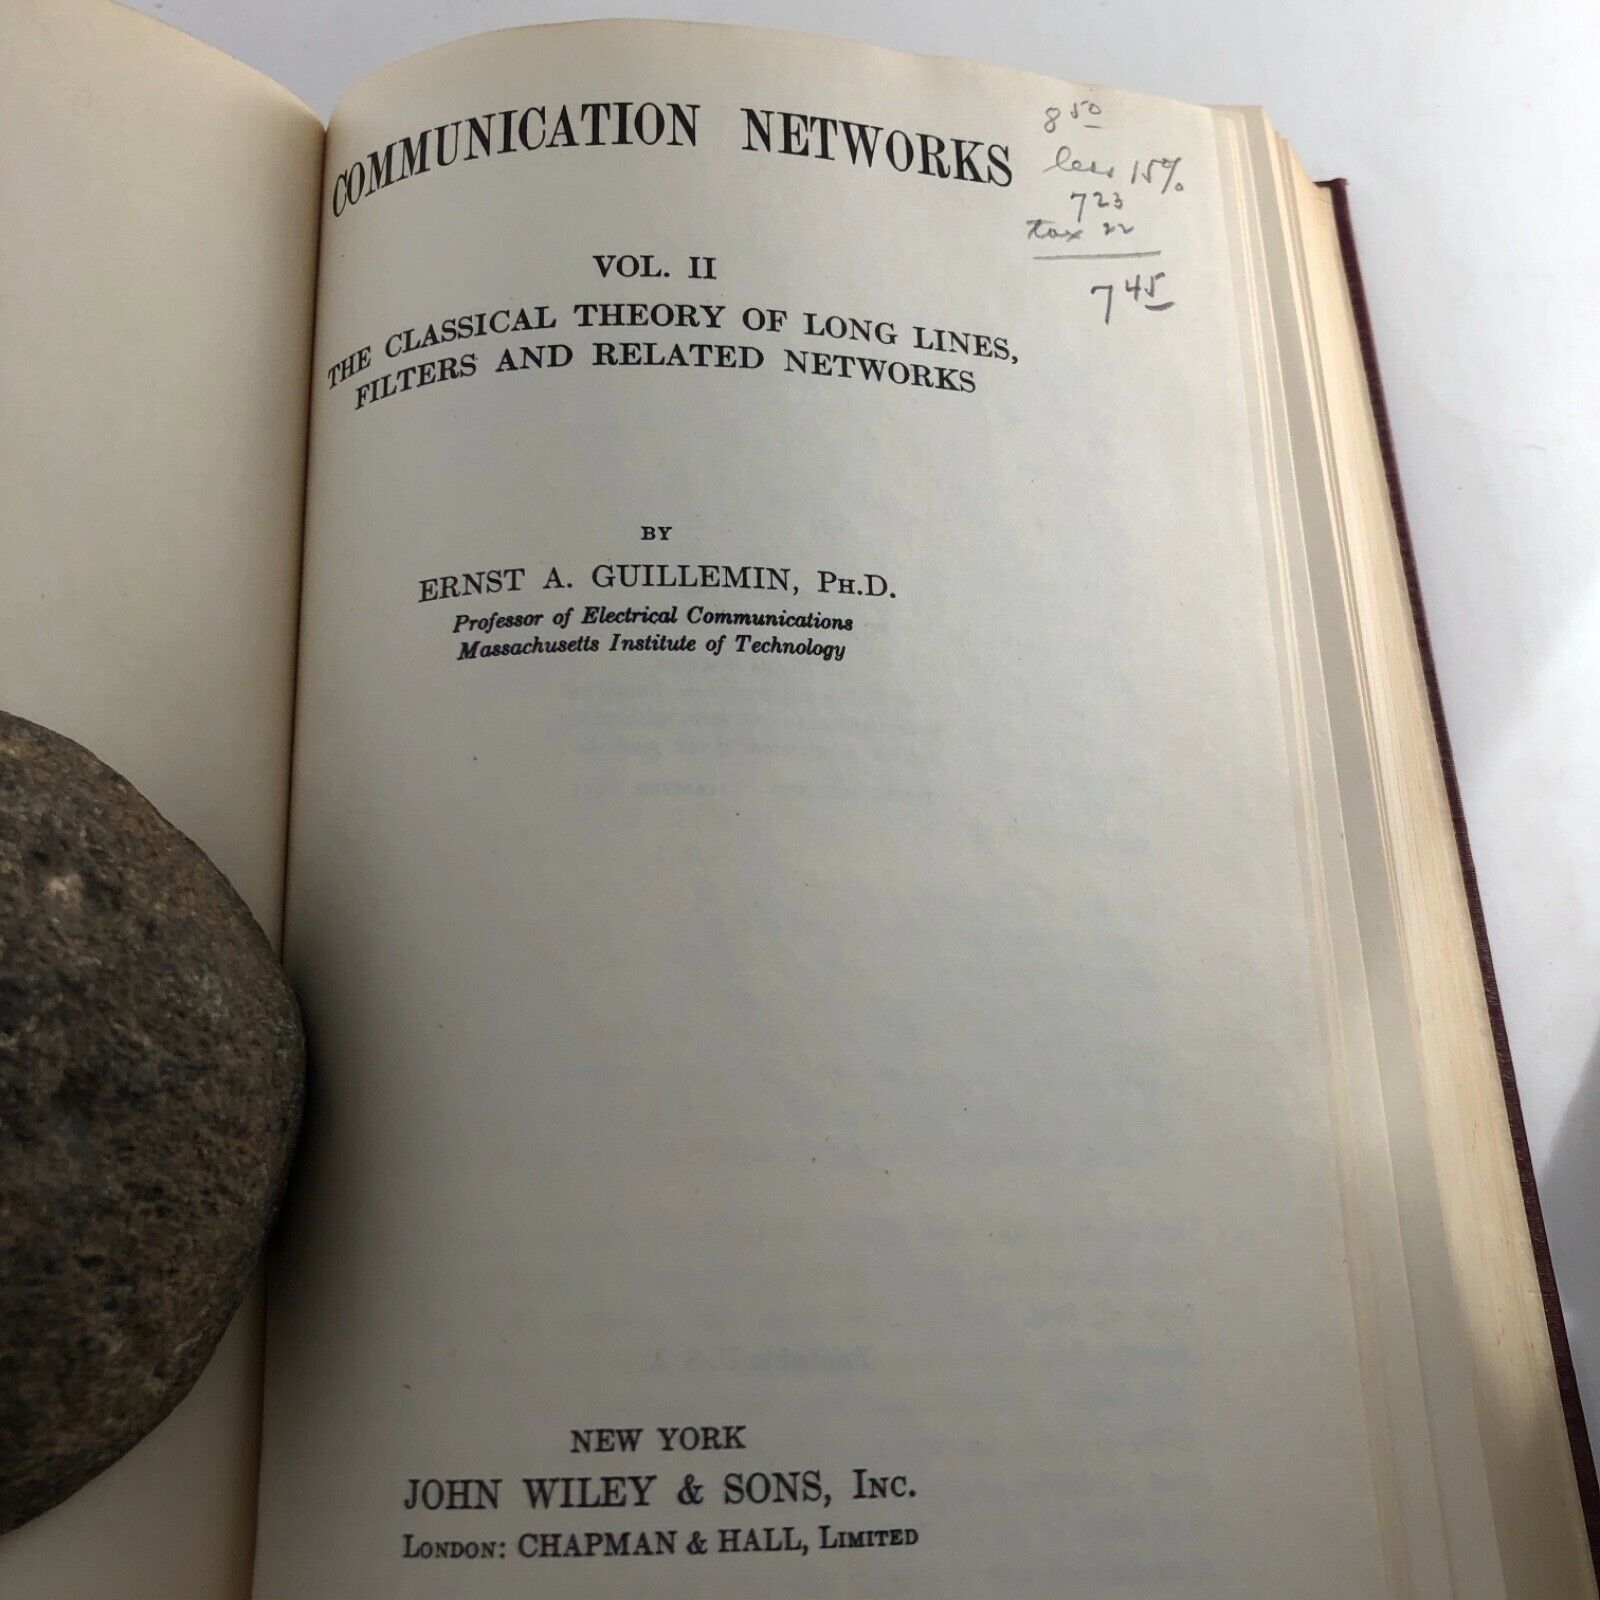 COMMUNICATION NETWORKS
8 50
less 15%
7 23
tax 22
7 45
VOL. II
THE CLASSICAL THEORY OF LONG LINES,
FILTERS AND RELATED NETWORKS
BY
ERNST A. GUILLEMIN, PH.D.
Professor of Electrical Communications
Massachusetts Institute of Technology
NEW YORK
JOHN WILEY & SONS, INC.
LONDON: CHAPMAN & HALL, LIMITED